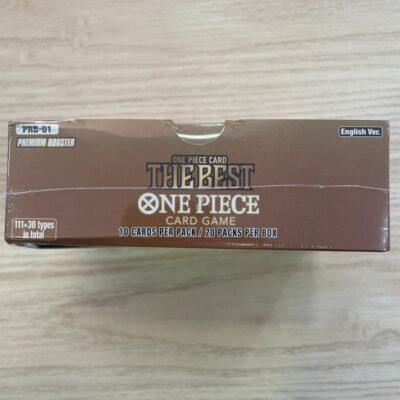 PRB-01
English Ver.
PREMIUM BOOSTER
ONE PIECE CARD
THE BEST
ONE PIECE
CARD GAME
111+30 types
in total
10 CARDS PER PACK / 20 PACKS PER BOX